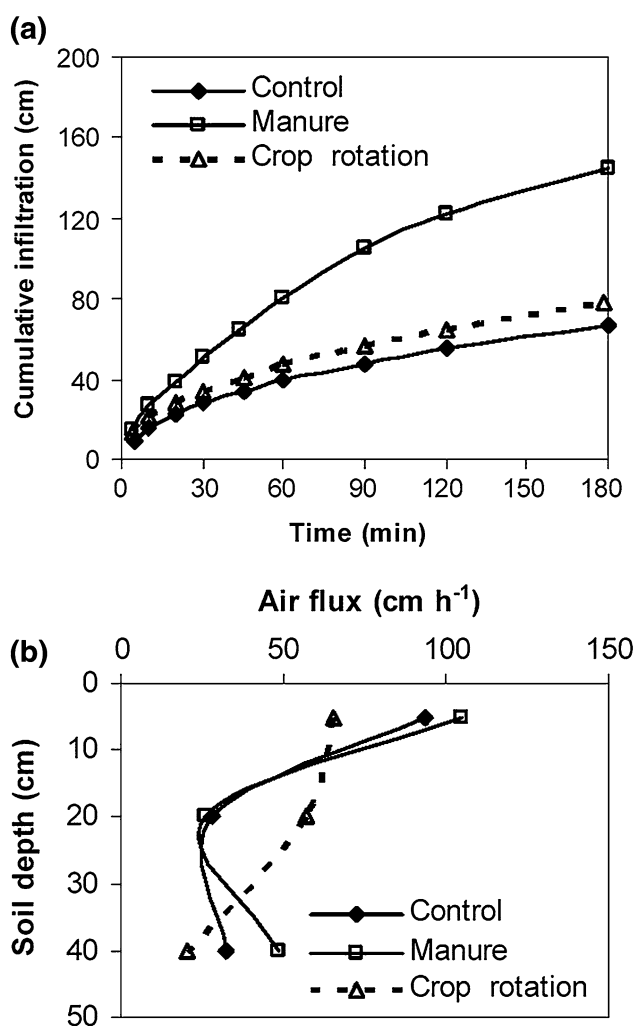 (a)
200
160
120
80
40
0
Cumulative infiltration (cm)
Control
Manure
Crop rotation
0 30 60 90 120 150 180
Time (min)
Air flux (cm h-1)
(b)
0 50 100 150
0
10
20
30
40
50
Soil depth (cm)
Control
Manure
Crop rotation